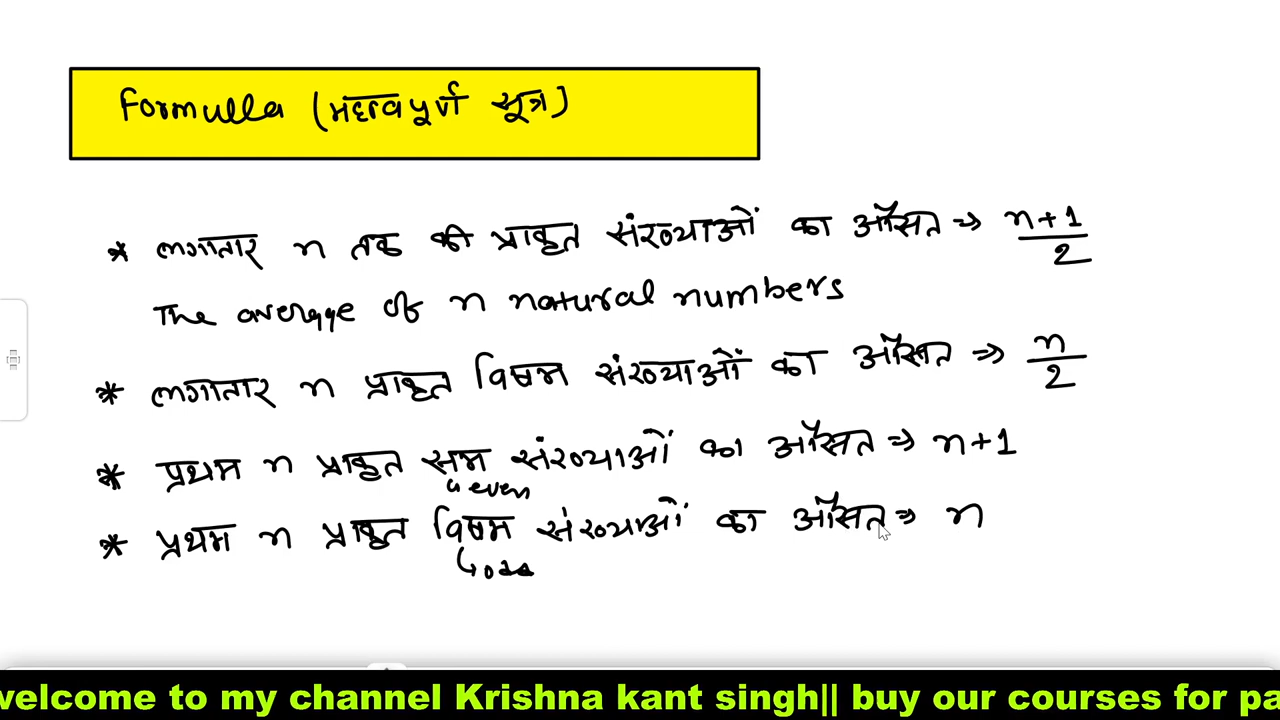 Formulla (महत्वपूर्ण सूत्र)
* लगातार n तक की प्राकृत संख्याओं का औसत ⇒ n+1/2
The average of n natural numbers
* लगातार n प्राकृत विषम संख्याओं का औसत ⇒ n/2
* प्रथम n प्राकृत सम संख्याओं का औसत ⇒ n+1
↳ even
* प्रथम n प्राकृत विषम संख्याओं का औसत ⇒ n
↳ odd
welcome to my channel Krishna kant singh|| buy our courses for pa